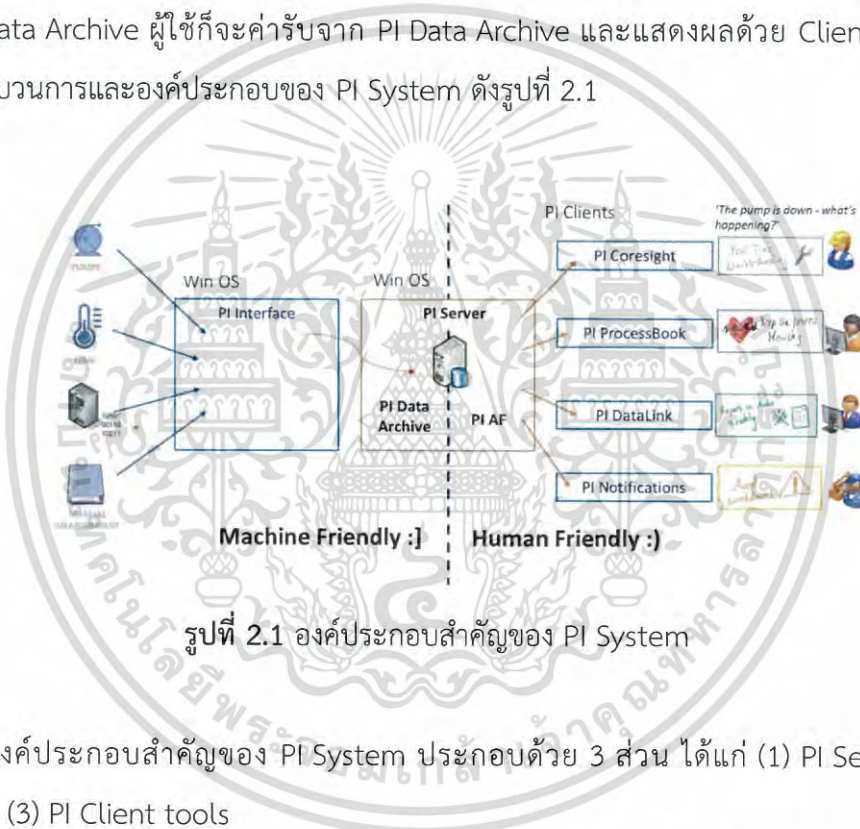 ata Archive ผู้ใช้ก็จะค่ารับจาก PI Data Archive และแสดงผลด้วย Clien
บวนการและองค์ประกอบของ PI System ดังรูปที่ 2.1
PI Clients
'The pump is down - what's
happening?'
PI Coresight
Win OS
Win OS
PI Interface
PI Server
PI ProcessBook
PI Data
Archive
PI AF
PI DataLink
PI Notifications
Machine Friendly :]
Human Friendly :)
รูปที่ 2.1 องค์ประกอบสำคัญของ PI System
งค์ประกอบสำคัญของ PI System ประกอบด้วย 3 ส่วน ได้แก่ (1) PI Se
(3) PI Client tools